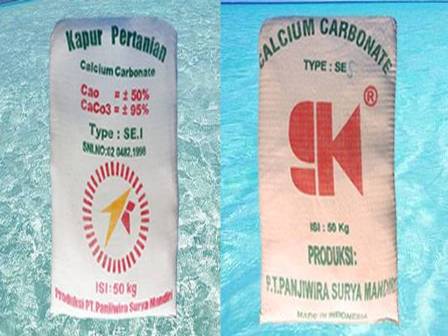 Kapur Pertanian
Calcium Carbonate
Cao = ± 50%
CaCo3 = ± 95%
Type : SE.I
SNI.NO:02 0482,1998
ISI : 50 kg
Produksi PT.Panjiwira Surya Mandiri
CALCIUM CARBONATE
TYPE : SE
SK
®
ISI : 50 Kg
PRODUKSI:
P.T.PANJIWIRA SURYA MANDIRI
MADE IN INDONESIA